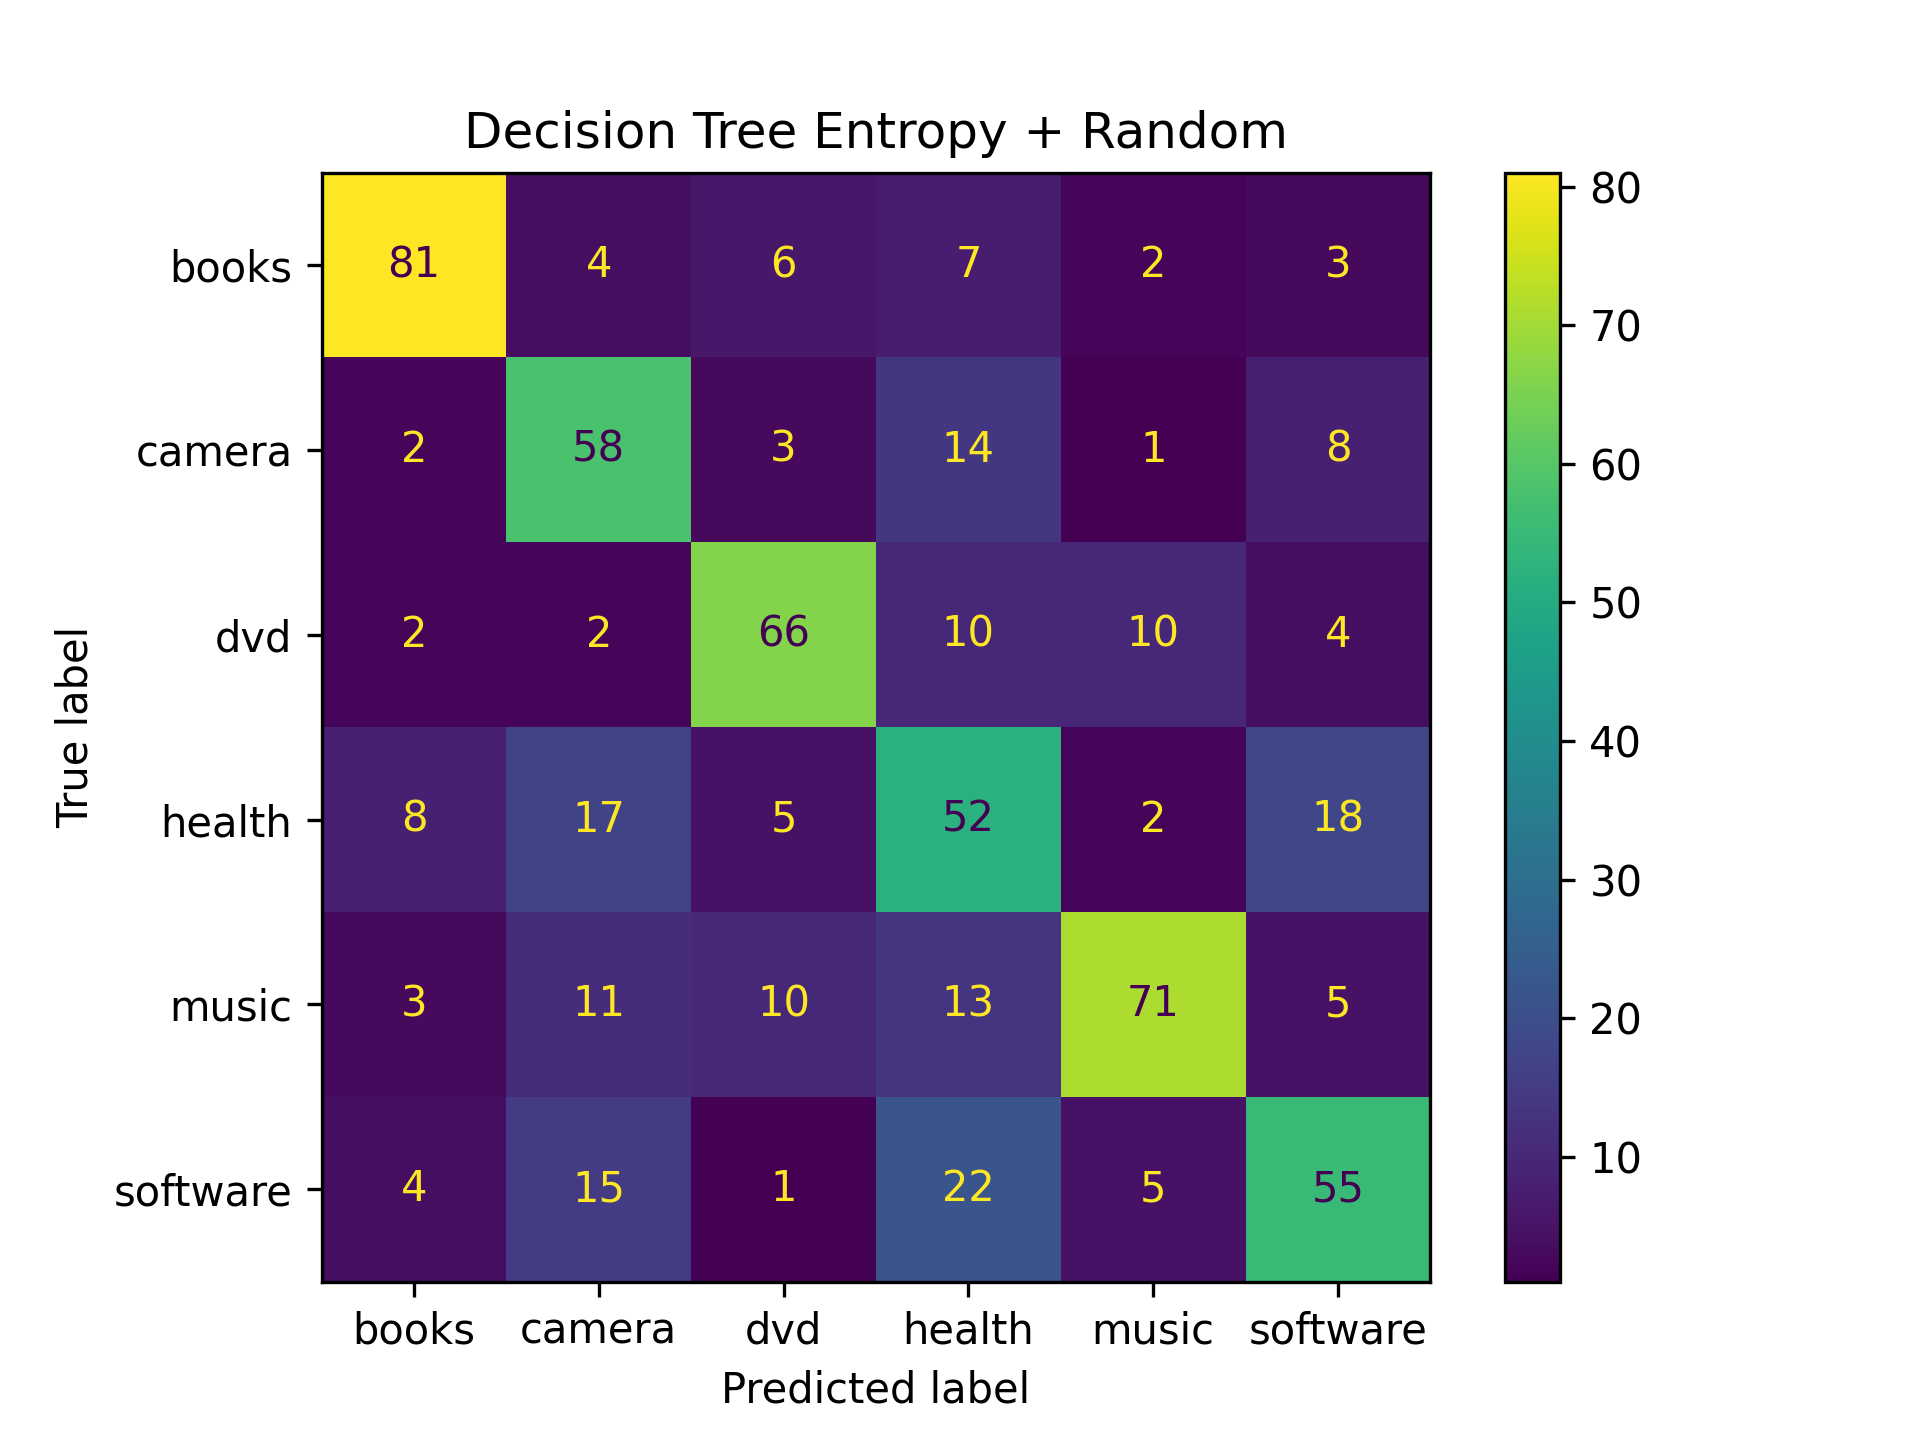 Decision Tree Entropy + Random
books 81 4 6 7 2 3
camera 2 58 3 14 1 8
dvd 2 2 66 10 10 4
health 8 17 5 52 2 18
music 3 11 10 13 71 5
software 4 15 1 22 5 55
books camera dvd health music software
Predicted label
True label
80
70
60
50
40
30
20
10